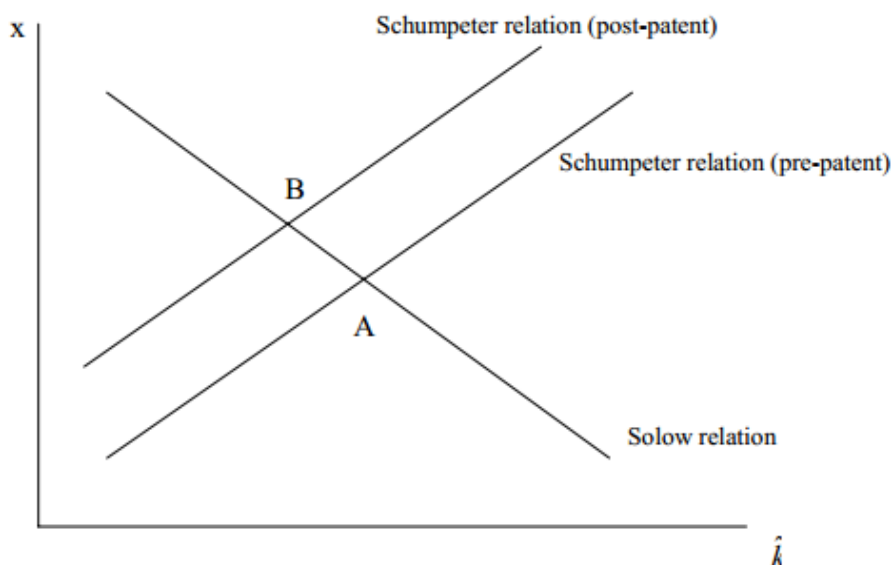 x
Schumpeter relation (post-patent)
Schumpeter relation (pre-patent)
B
A
Solow relation
k̂